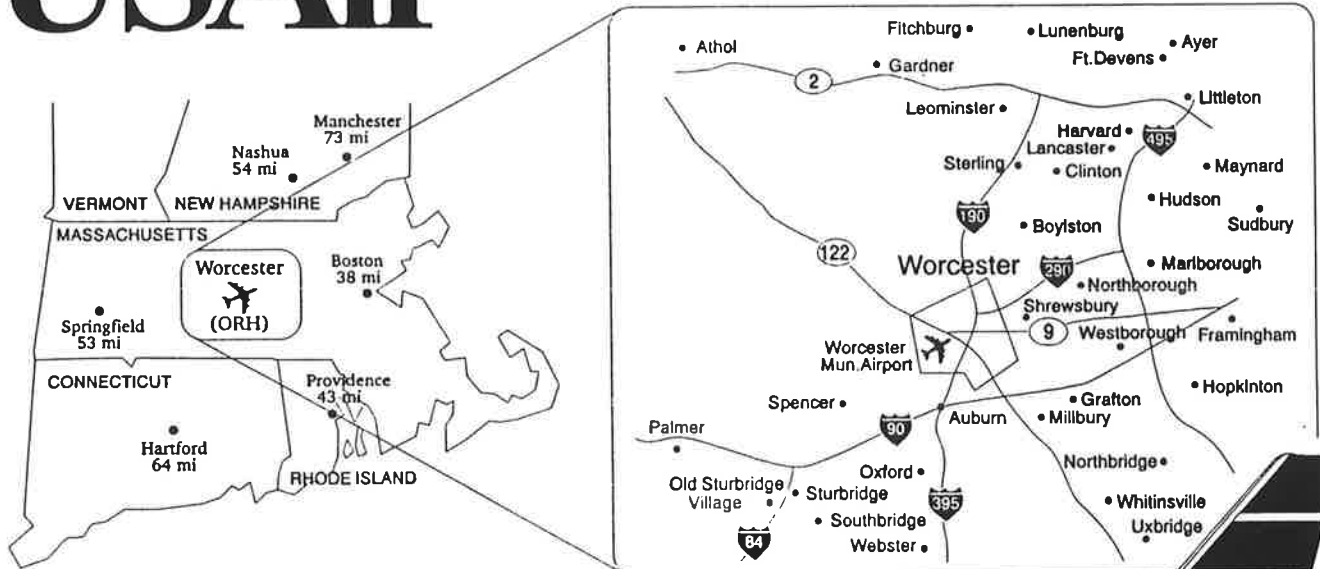 USAir
Manchester
73 mi
Nashua
54 mi
VERMONT
NEW HAMPSHIRE
MASSACHUSETTS
Worcester
(ORH)
Boston
38 mi
Springfield
53 mi
CONNECTICUT
Providence
43 mi
Hartford
64 mi
RHODE ISLAND
Athol
Fitchburg
Lunenburg
Ayer
Ft.Devens
Gardner
2
Leominster
Littleton
Harvard
495
Lancaster
Sterling
Clinton
Maynard
190
Hudson
Sudbury
Boylston
122
Worcester
290
Marlborough
Northborough
Shrewsbury
9
Westborough
Framingham
Worcester
Mun.Airport
Hopkinton
Spencer
Auburn
Grafton
Millbury
Palmer
90
Northbridge
Oxford
Old Sturbridge
Village
Sturbridge
395
Whitinsville
Southbridge
Uxbridge
84
Webster